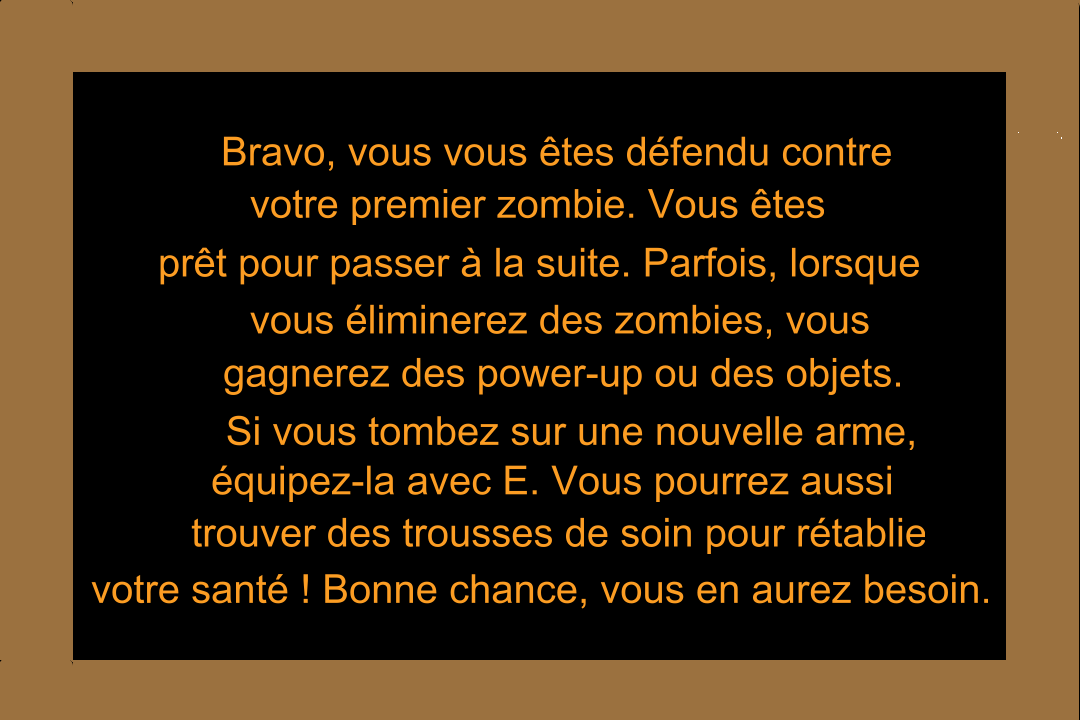 Bravo, vous vous êtes défendu contre
votre premier zombie. Vous êtes
prêt pour passer à la suite. Parfois, lorsque
vous éliminerez des zombies, vous
gagnerez des power-up ou des objets.
Si vous tombez sur une nouvelle arme,
équipez-la avec E. Vous pourrez aussi
trouver des trousses de soin pour rétablie
votre santé ! Bonne chance, vous en aurez besoin.